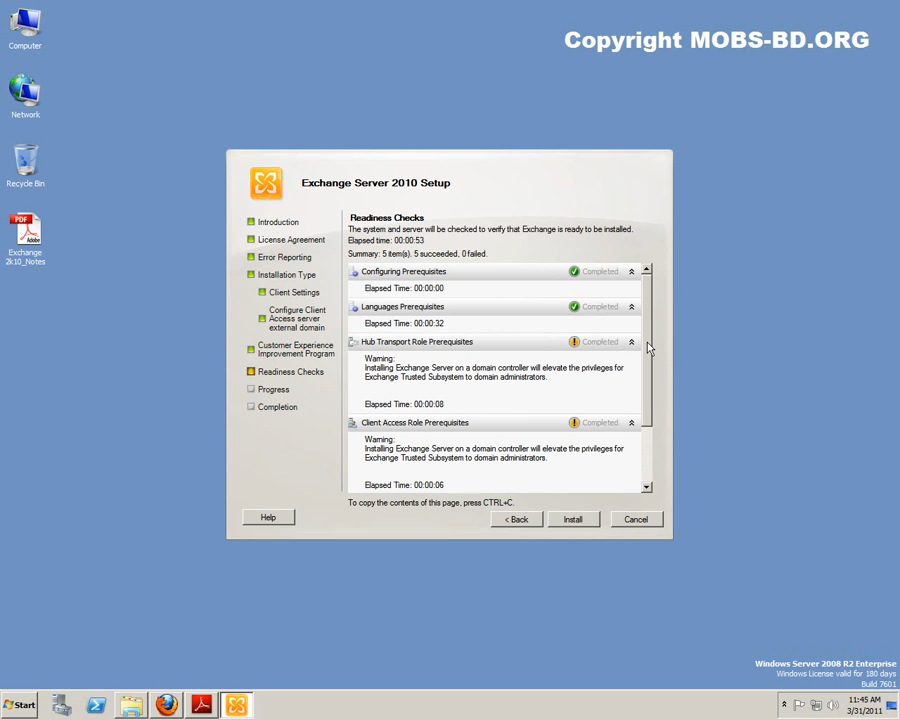 Computer
Network
Recycle Bin
PDF
Adobe
Exchange
2k10_Notes
Copyright MOBS-BD.ORG
Exchange Server 2010 Setup
Introduction
License Agreement
Error Reporting
Installation Type
Client Settings
Configure Client
Access server
external domain
Customer Experience
Improvement Program
Readiness Checks
Progress
Completion
Readiness Checks
The system and server will be checked to verify that Exchange is ready to be installed.
Elapsed time: 00:00:53
Summary: 5 item(s). 5 succeeded, 0 failed.
Configuring Prerequisites Completed
Elapsed Time: 00:00:00
Languages Prerequisites Completed
Elapsed Time: 00:00:32
Hub Transport Role Prerequisites Completed
Warning:
Installing Exchange Server on a domain controller will elevate the privileges for
Exchange Trusted Subsystem to domain administrators.
Elapsed Time: 00:00:08
Client Access Role Prerequisites Completed
Warning:
Installing Exchange Server on a domain controller will elevate the privileges for
Exchange Trusted Subsystem to domain administrators.
Elapsed Time: 00:00:06
To copy the contents of this page, press CTRL+C.
Help
< Back
Install
Cancel
Windows Server 2008 R2 Enterprise
Windows License valid for 180 days
Build 7601
Start
11:45 AM
3/31/2011